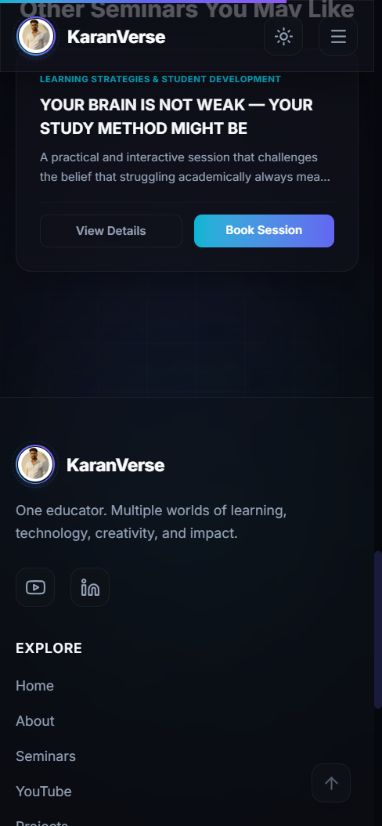 Other Seminars You May Like
KaranVerse
LEARNING STRATEGIES & STUDENT DEVELOPMENT
YOUR BRAIN IS NOT WEAK — YOUR
STUDY METHOD MIGHT BE
A practical and interactive session that challenges
the belief that struggling academically always mea...
View Details
Book Session
KaranVerse
One educator. Multiple worlds of learning,
technology, creativity, and impact.
EXPLORE
Home
About
Seminars
YouTube
Projects